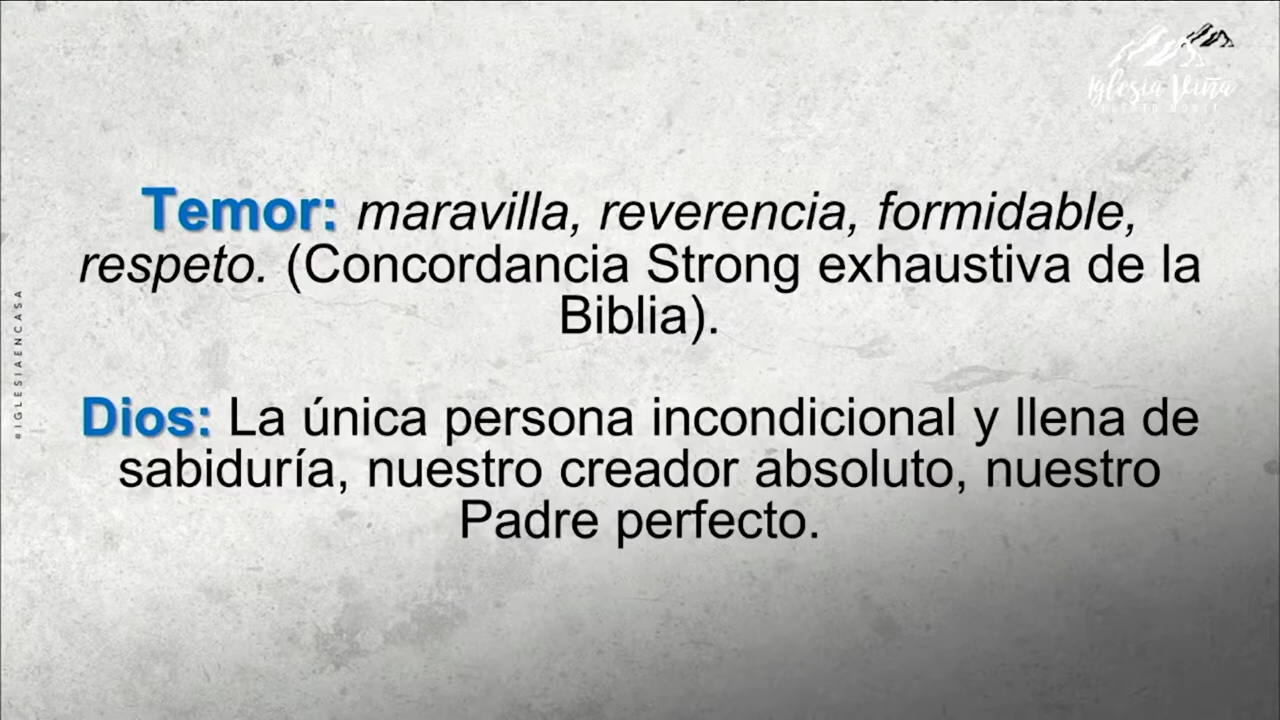 Iglesia Viña
#IGLESIAENCASA
Temor: maravilla, reverencia, formidable,
respeto. (Concordancia Strong exhaustiva de la
Biblia).
Dios: La única persona incondicional y llena de
sabiduría, nuestro creador absoluto, nuestro
Padre perfecto.